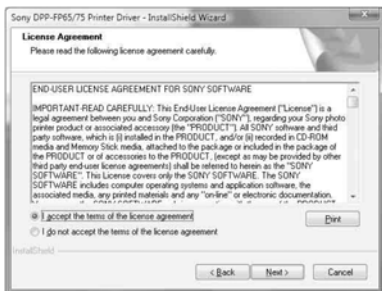 Sony DPP-FP65/75 Printer Driver - InstallShield Wizard
License Agreement
Please read the following license agreement carefully.
END-USER LICENSE AGREEMENT FOR SONY SOFTWARE
IMPORTANT-READ CAREFULLY: This End-User License Agreement ("License") is a
legal agreement between you and Sony Corporation ("SONY"), regarding your Sony photo
printer product or associated accessory (the "PRODUCT"). All SONY software and third
party software, which is (i) installed in the PRODUCT, and/or (ii) recorded in CD-ROM
media and Memory Stick media, attached to the package or included in the package of
the PRODUCT or of accessories to the PRODUCT, (except as may be provided by other
third party end-user license agreements) shall be referred to herein as the "SONY
SOFTWARE". This License covers only the SONY SOFTWARE. The SONY
SOFTWARE includes computer operating systems and application software, the
associated media, any printed materials and any "on-line" or electronic documentation.
I accept the terms of the license agreement
Print
I do not accept the terms of the license agreement
InstallShield
< Back
Next >
Cancel